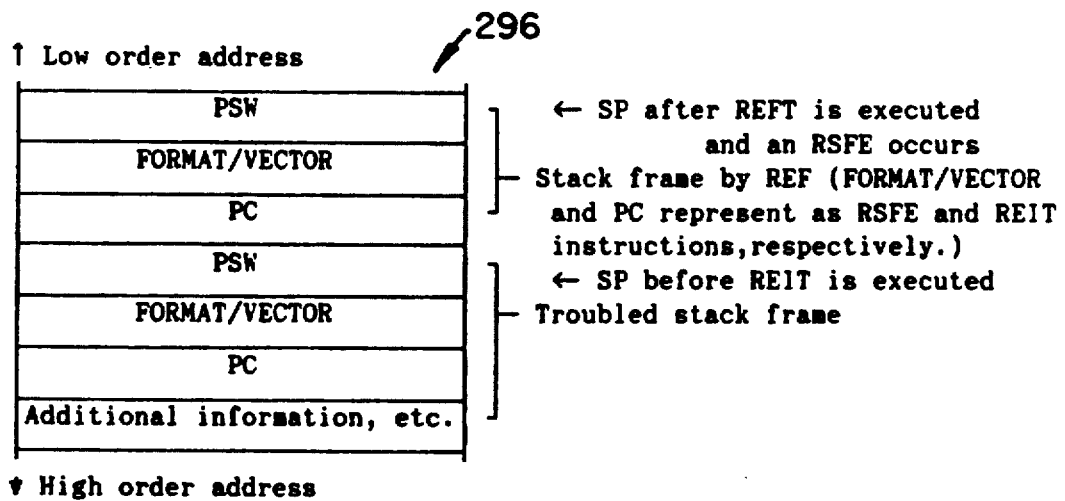 296
↑ Low order address
PSW
← SP after REFT is executed
and an RSFE occurs
FORMAT/VECTOR
Stack frame by REF (FORMAT/VECTOR
PC
and PC represent as RSFE and REIT
instructions,respectively.)
PSW
← SP before REIT is executed
FORMAT/VECTOR
Troubled stack frame
PC
Additional information, etc.
↓ High order address